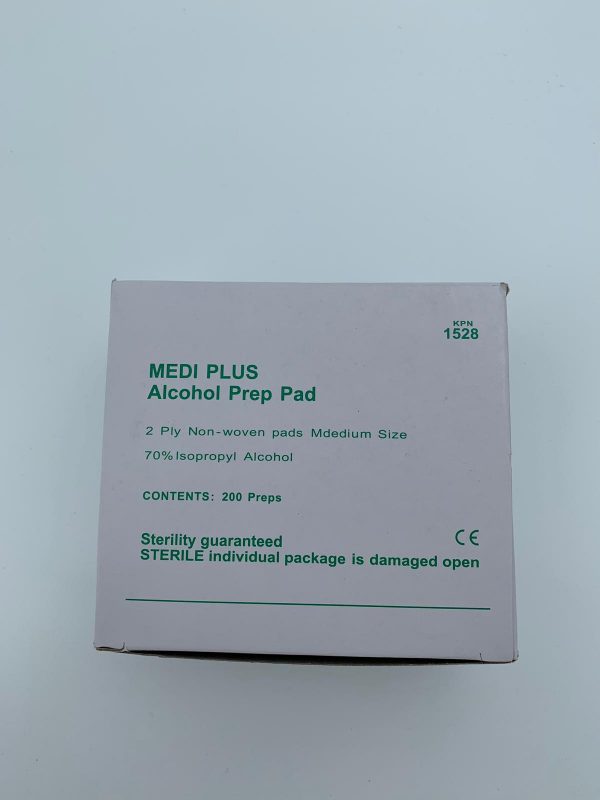 KPN
1528
MEDI PLUS
Alcohol Prep Pad
2 Ply Non-woven pads Mdedium Size
70% Isopropyl Alcohol
CONTENTS: 200 Preps
Sterility guaranteed
CE
STERILE individual package is damaged open